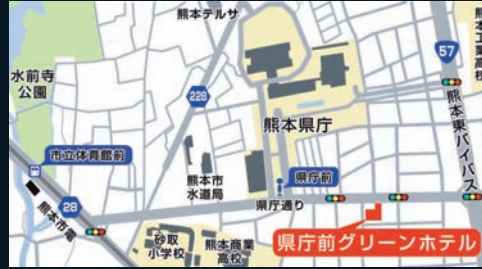 熊本テルサ
熊本工業高校
57
水前寺
公園
228
熊本県庁
熊本東バイパス
市立体育館前
熊本市
水道局
県庁前
28
熊本市電
県庁通り
砂取
小学校
熊本商業
高校
県庁前グリーンホテル